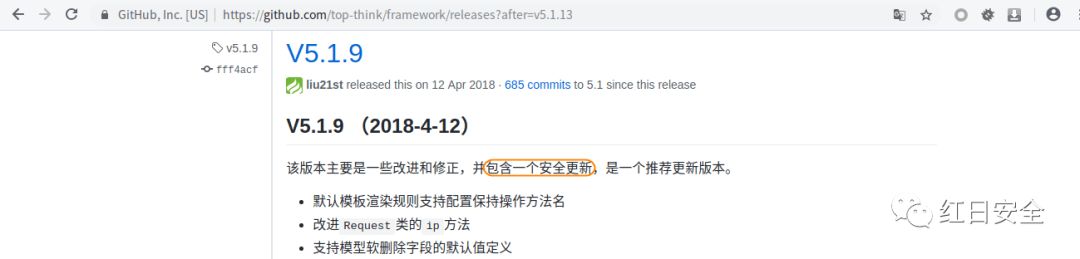 GitHub, Inc. [US] | https://github.com/top-think/framework/releases?after=v5.1.13
v5.1.9
fff4acf
V5.1.9
liu21st released this on 12 Apr 2018 · 685 commits to 5.1 since this release
V5.1.9 （2018-4-12）
该版本主要是一些改进和修正，并包含一个安全更新，是一个推荐更新版本。
• 默认模板渲染规则支持配置保持操作方法名
• 改进 Request 类的 ip 方法
• 支持模型软删除字段的默认值定义
红日安全